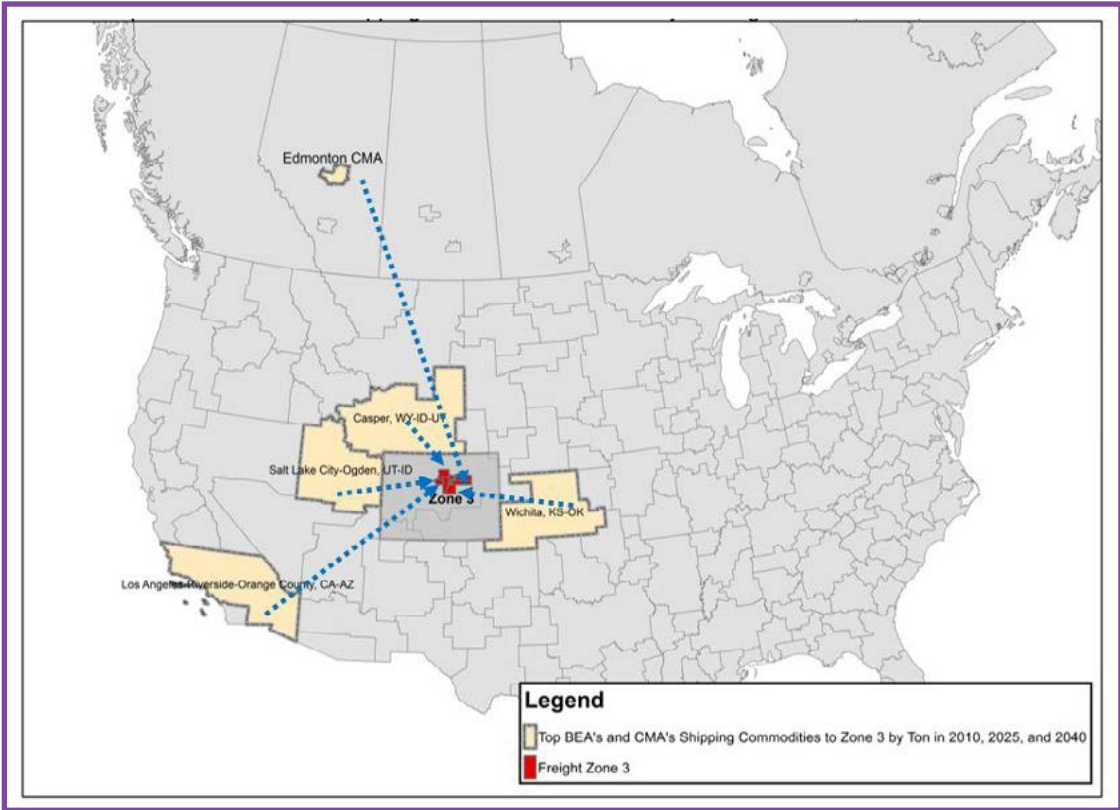 Edmonton CMA
Casper, WY-ID-UT
Salt Lake City-Ogden, UT-ID
Zone 3
Wichita, KS-OK
Los Angeles-Riverside-Orange County, CA-AZ
Legend
Top BEA's and CMA's Shipping Commodities to Zone 3 by Ton in 2010, 2025, and 2040
Freight Zone 3